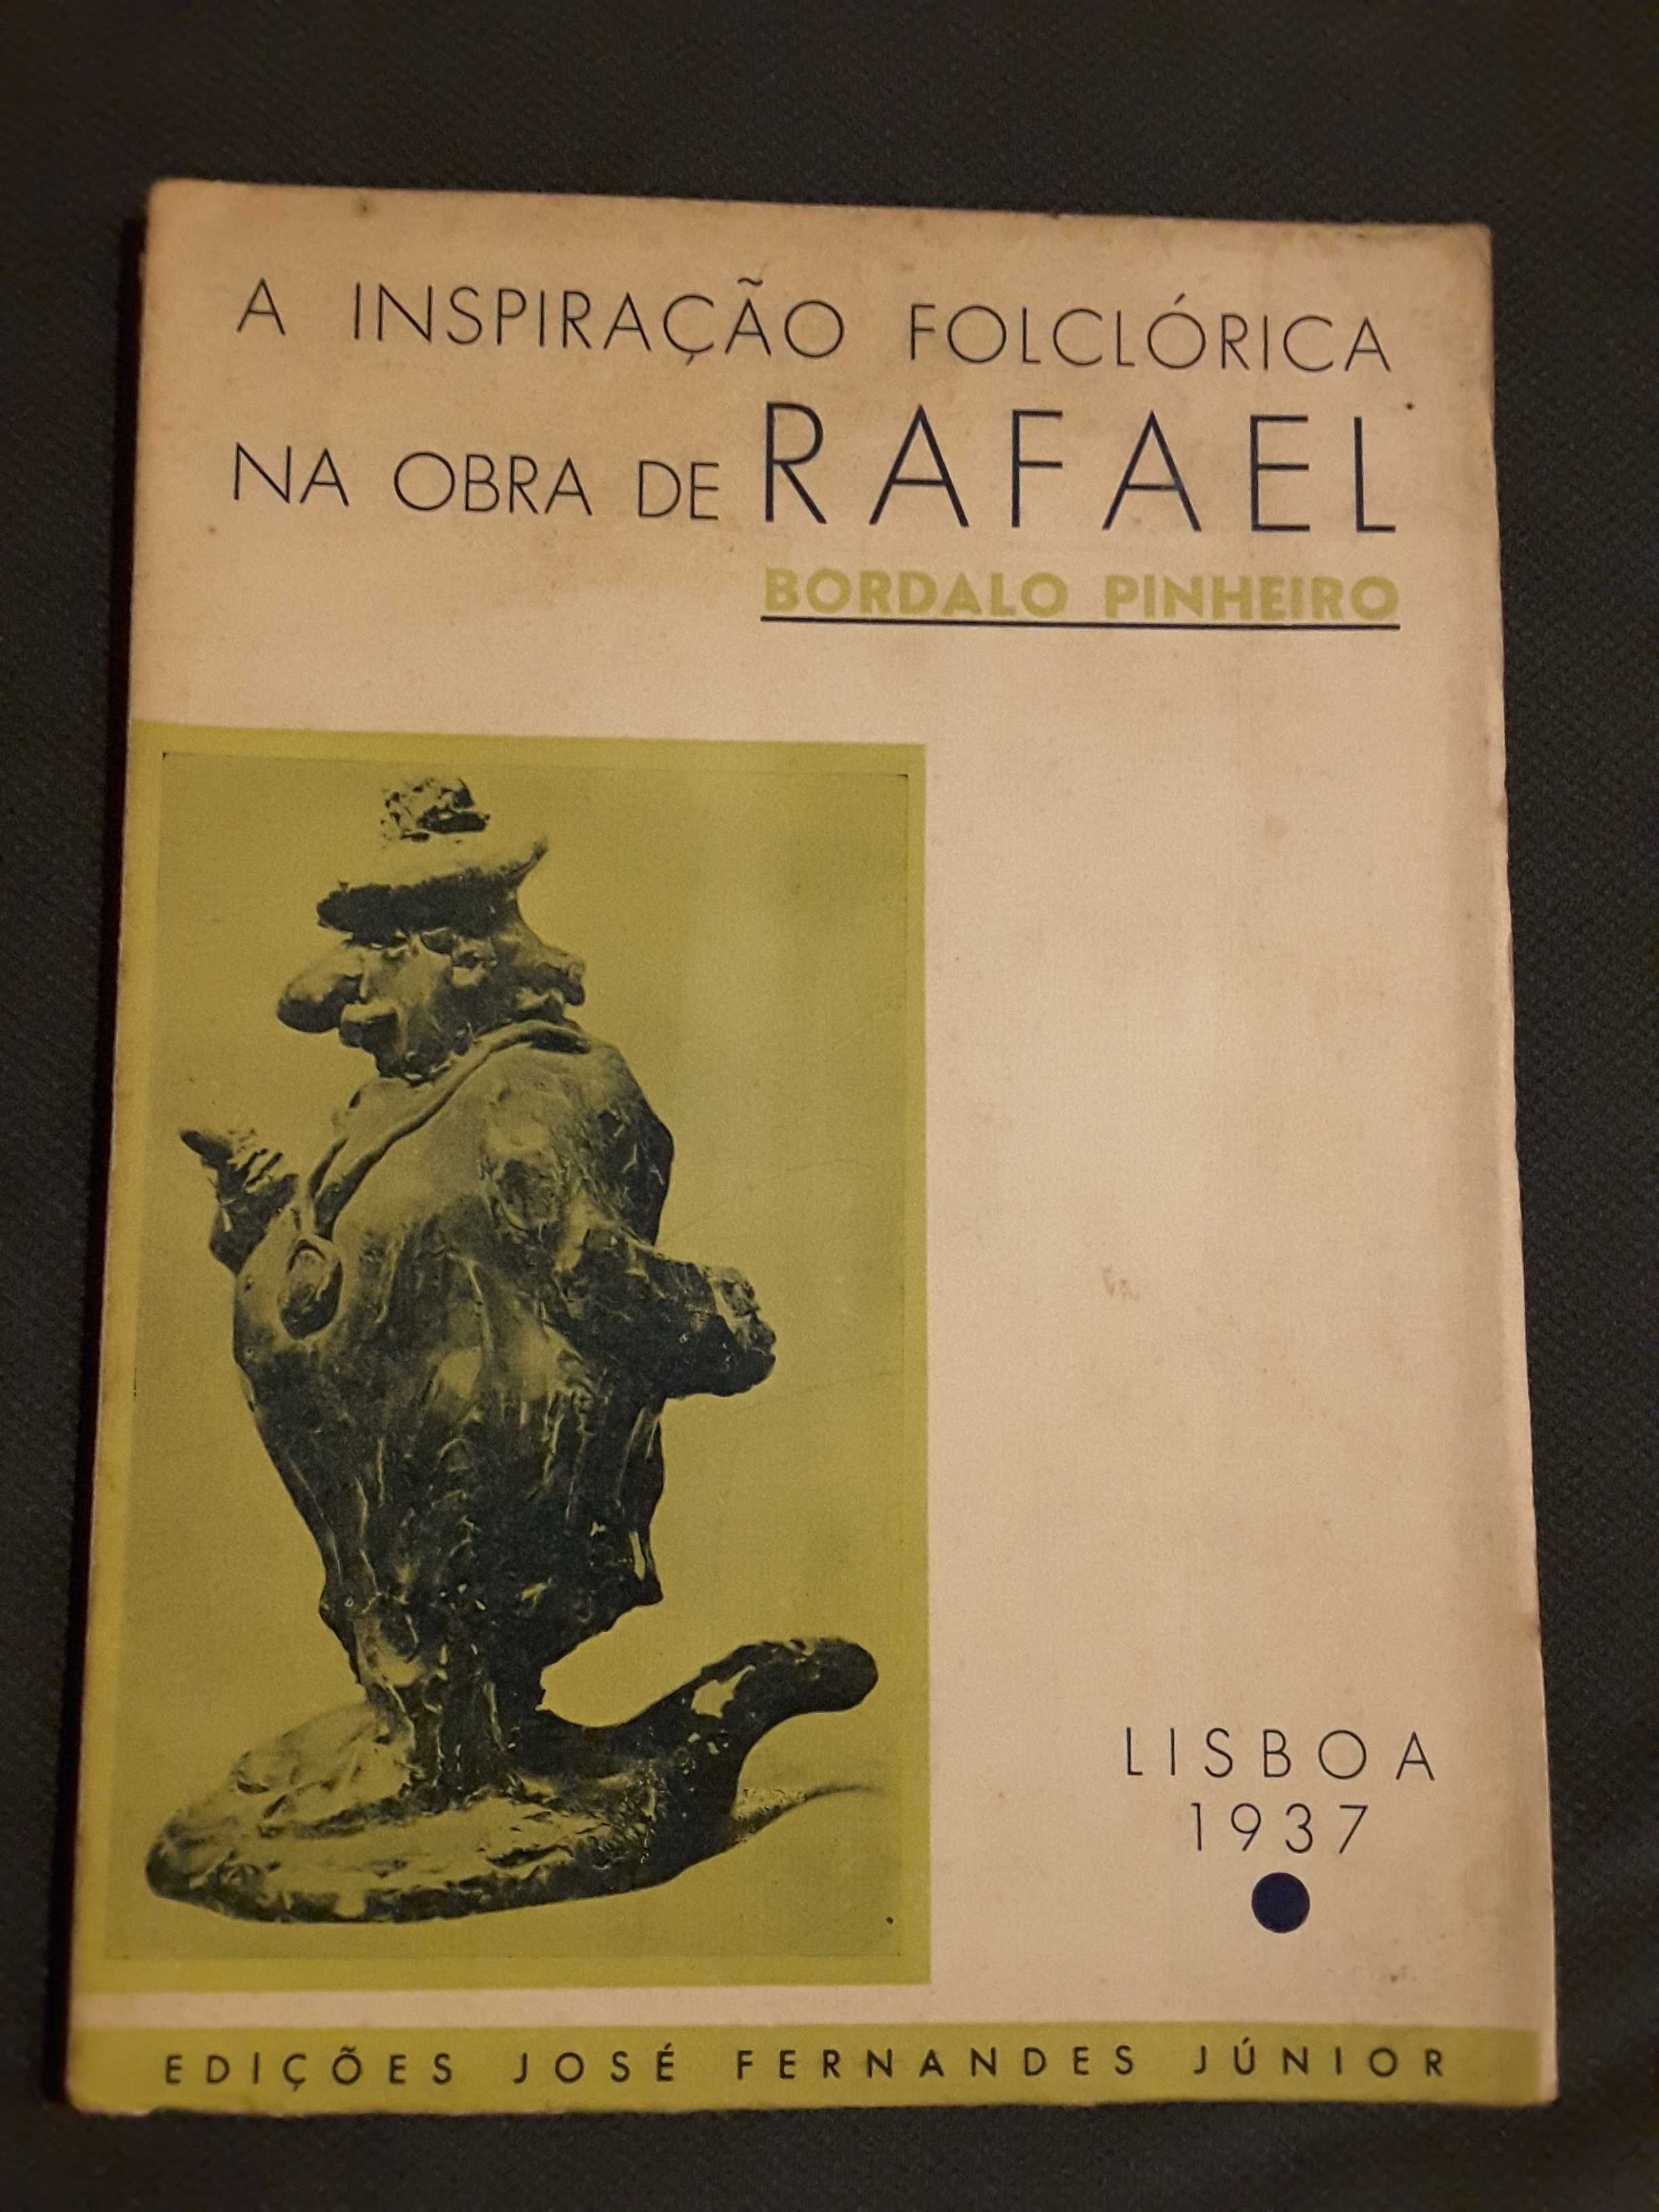 A INSPIRAÇÃO FOLCLÓRICA
NA OBRA DE RAFAEL
BORDALO PINHEIRO
LISBOA
1937
EDIÇÕES JOSÉ FERNANDES JÚNIOR